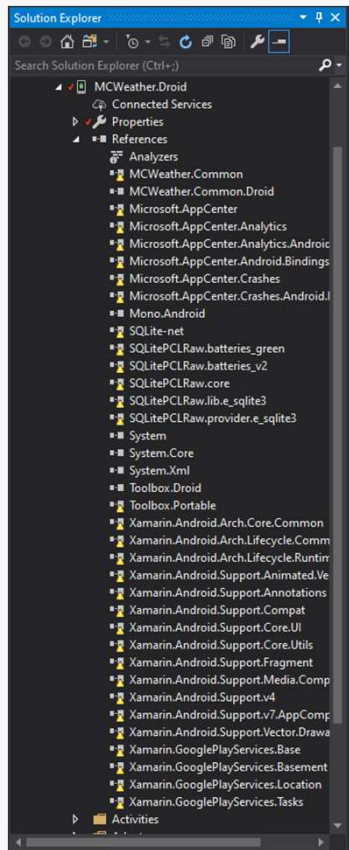 Solution Explorer
Search Solution Explorer (Ctrl+;)
MCWeather.Droid
Connected Services
Properties
References
Analyzers
MCWeather.Common
MCWeather.Common.Droid
Microsoft.AppCenter
Microsoft.AppCenter.Analytics
Microsoft.AppCenter.Analytics.Android
Microsoft.AppCenter.Android.Bindings
Microsoft.AppCenter.Crashes
Microsoft.AppCenter.Crashes.Android.
Mono.Android
SQLite-net
SQLitePCLRaw.batteries_green
SQLitePCLRaw.batteries_v2
SQLitePCLRaw.core
SQLitePCLRaw.lib.e_sqlite3
SQLitePCLRaw.provider.e_sqlite3
System
System.Core
System.Xml
Toolbox.Droid
Toolbox.Portable
Xamarin.Android.Arch.Core.Common
Xamarin.Android.Arch.Lifecycle.Comm
Xamarin.Android.Arch.Lifecycle.Runtim
Xamarin.Android.Support.Animated.Ve
Xamarin.Android.Support.Annotations
Xamarin.Android.Support.Compat
Xamarin.Android.Support.Core.UI
Xamarin.Android.Support.Core.Utils
Xamarin.Android.Support.Fragment
Xamarin.Android.Support.Media.Comp
Xamarin.Android.Support.v4
Xamarin.Android.Support.v7.AppComp
Xamarin.Android.Support.Vector.Drawa
Xamarin.GooglePlayServices.Base
Xamarin.GooglePlayServices.Basement
Xamarin.GooglePlayServices.Location
Xamarin.GooglePlayServices.Tasks
Activities